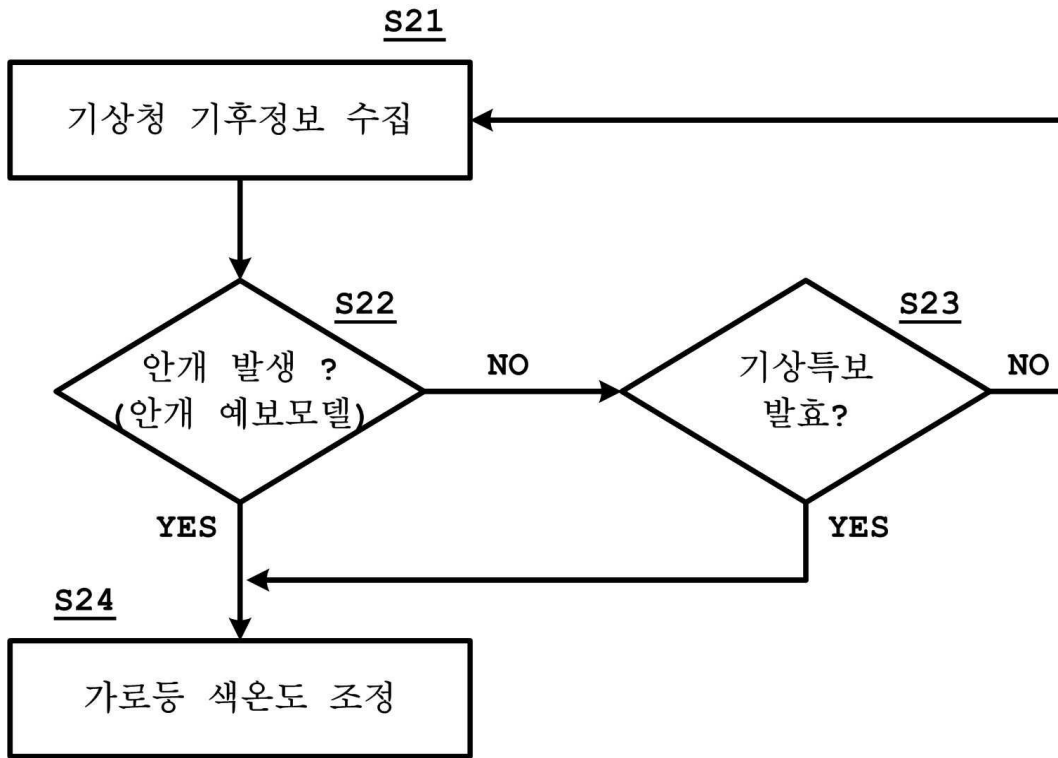 S21
기상청 기후정보 수집
S22
안개 발생 ?
(안개 예보모델)
NO
YES
S23
기상특보
발효?
NO
YES
S24
가로등 색온도 조정